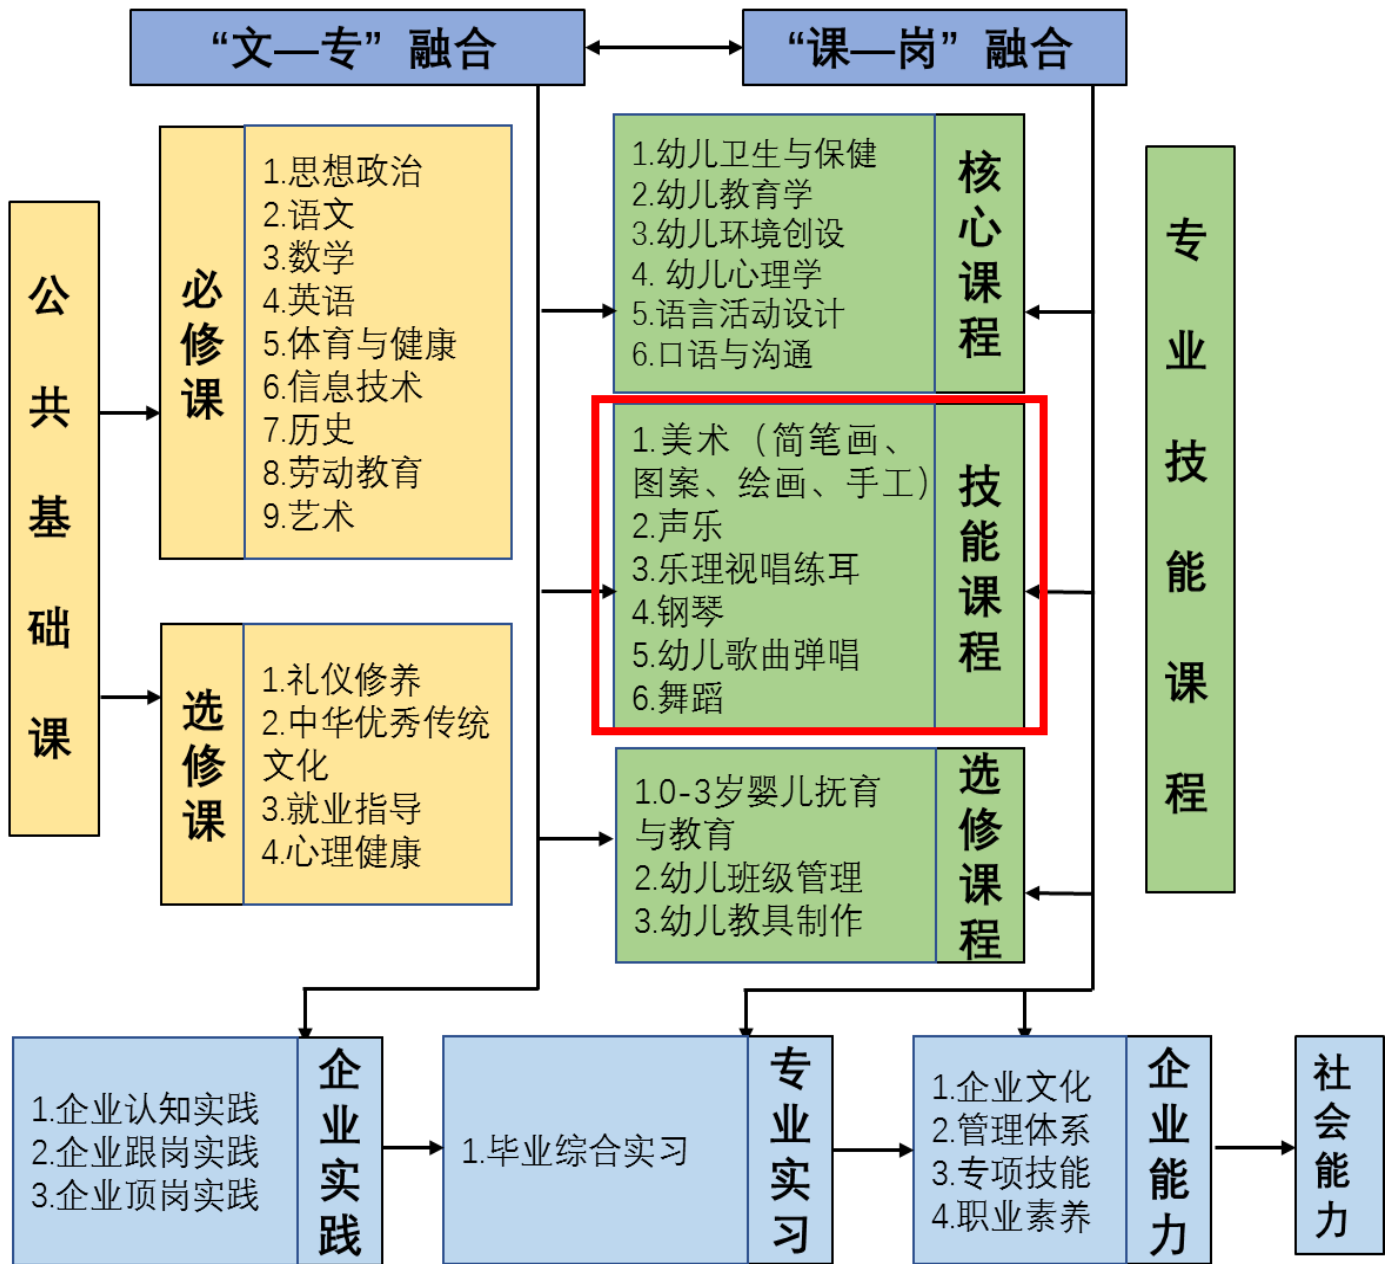 “文—专” 融合
“课—岗” 融合
公共基础课
必修课
1.思想政治
2.语文
3.数学
4.英语
5.体育与健康
6.信息技术
7.历史
8.劳动教育
9.艺术
选修课
1.礼仪修养
2.中华优秀传统
文化
3.就业指导
4.心理健康
1.幼儿卫生与保健
2.幼儿教育学
3.幼儿环境创设
4. 幼儿心理学
5.语言活动设计
6.口语与沟通
核心课程
1.美术（简笔画、
图案、绘画、手工）
2.声乐
3.乐理视唱练耳
4.钢琴
5.幼儿歌曲弹唱
6.舞蹈
技能课程
1.0-3岁婴儿抚育
与教育
2.幼儿班级管理
3.幼儿教具制作
选修课程
专业技能课程
1.企业认知实践
2.企业跟岗实践
3.企业顶岗实践
企业实践
1.毕业综合实习
专业实习
1.企业文化
2.管理体系
3.专项技能
4.职业素养
企业能力
社会能力